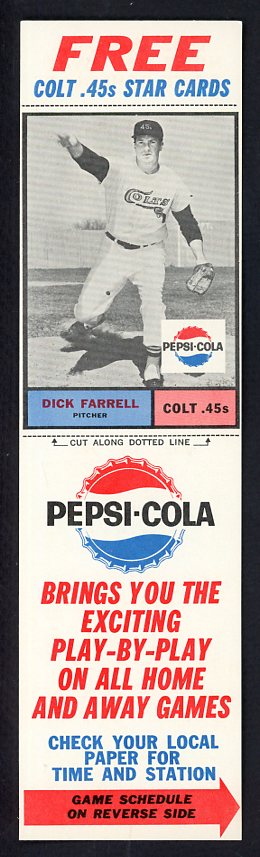 FREE
COLT .45s STAR CARDS
45s
COLTS
PEPSI-COLA
DICK FARRELL
PITCHER
COLT .45s
CUT ALONG DOTTED LINE
PEPSI-COLA
BRINGS YOU THE
EXCITING
PLAY-BY-PLAY
ON ALL HOME
AND AWAY GAMES
CHECK YOUR LOCAL
PAPER FOR
TIME AND STATION
GAME SCHEDULE
ON REVERSE SIDE